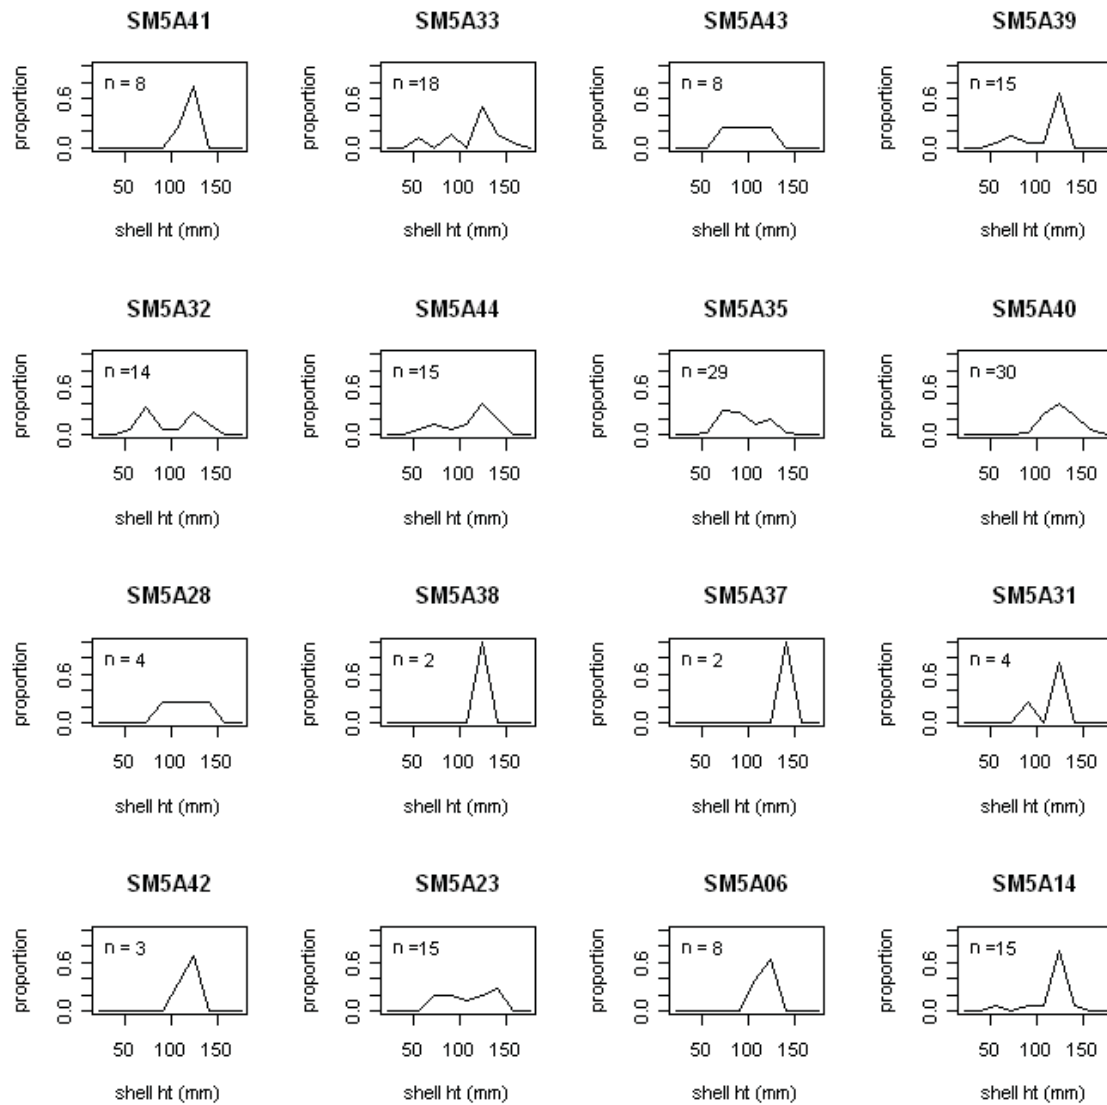 SM5A41 SM5A33 SM5A43 SM5A39
proportion proportion proportion proportion
0.6 0.6 0.6 0.6
0.0 0.0 0.0 0.0
n = 8 n =18 n = 8 n =15
50 100 150 50 100 150 50 100 150 50 100 150
shell ht (mm) shell ht (mm) shell ht (mm) shell ht (mm)
SM5A32 SM5A44 SM5A35 SM5A40
proportion proportion proportion proportion
0.6 0.6 0.6 0.6
0.0 0.0 0.0 0.0
n =14 n =15 n =29 n =30
50 100 150 50 100 150 50 100 150 50 100 150
shell ht (mm) shell ht (mm) shell ht (mm) shell ht (mm)
SM5A28 SM5A38 SM5A37 SM5A31
proportion proportion proportion proportion
0.6 0.6 0.6 0.6
0.0 0.0 0.0 0.0
n = 4 n = 2 n = 2 n = 4
50 100 150 50 100 150 50 100 150 50 100 150
shell ht (mm) shell ht (mm) shell ht (mm) shell ht (mm)
SM5A42 SM5A23 SM5A06 SM5A14
proportion proportion proportion proportion
0.6 0.6 0.6 0.6
0.0 0.0 0.0 0.0
n = 3 n =15 n = 8 n =15
50 100 150 50 100 150 50 100 150 50 100 150
shell ht (mm) shell ht (mm) shell ht (mm) shell ht (mm)